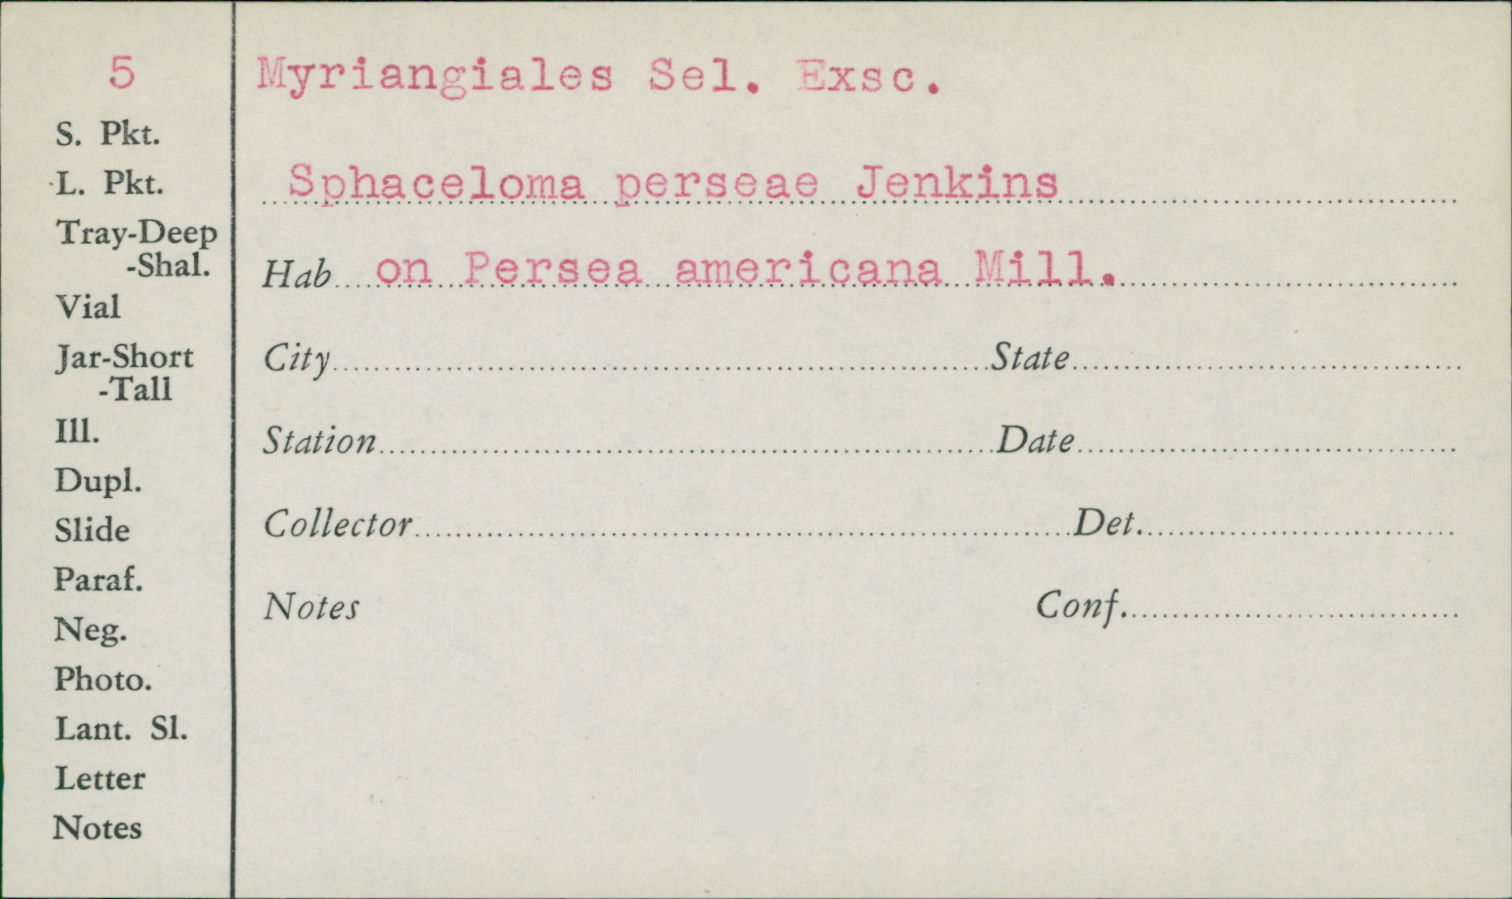 5
S. Pkt.
L. Pkt.
Tray-Deep
-Shal.
Vial
Jar-Short
-Tall
Ill.
Dupl.
Slide
Paraf.
Neg.
Photo.
Lant. Sl.
Letter
Notes
Myriangiales Sel. Exsc.
Sphaceloma perseae Jenkins
Hab on Persea americana Mill.
City State
Station Date
Collector Det.
Notes Conf.